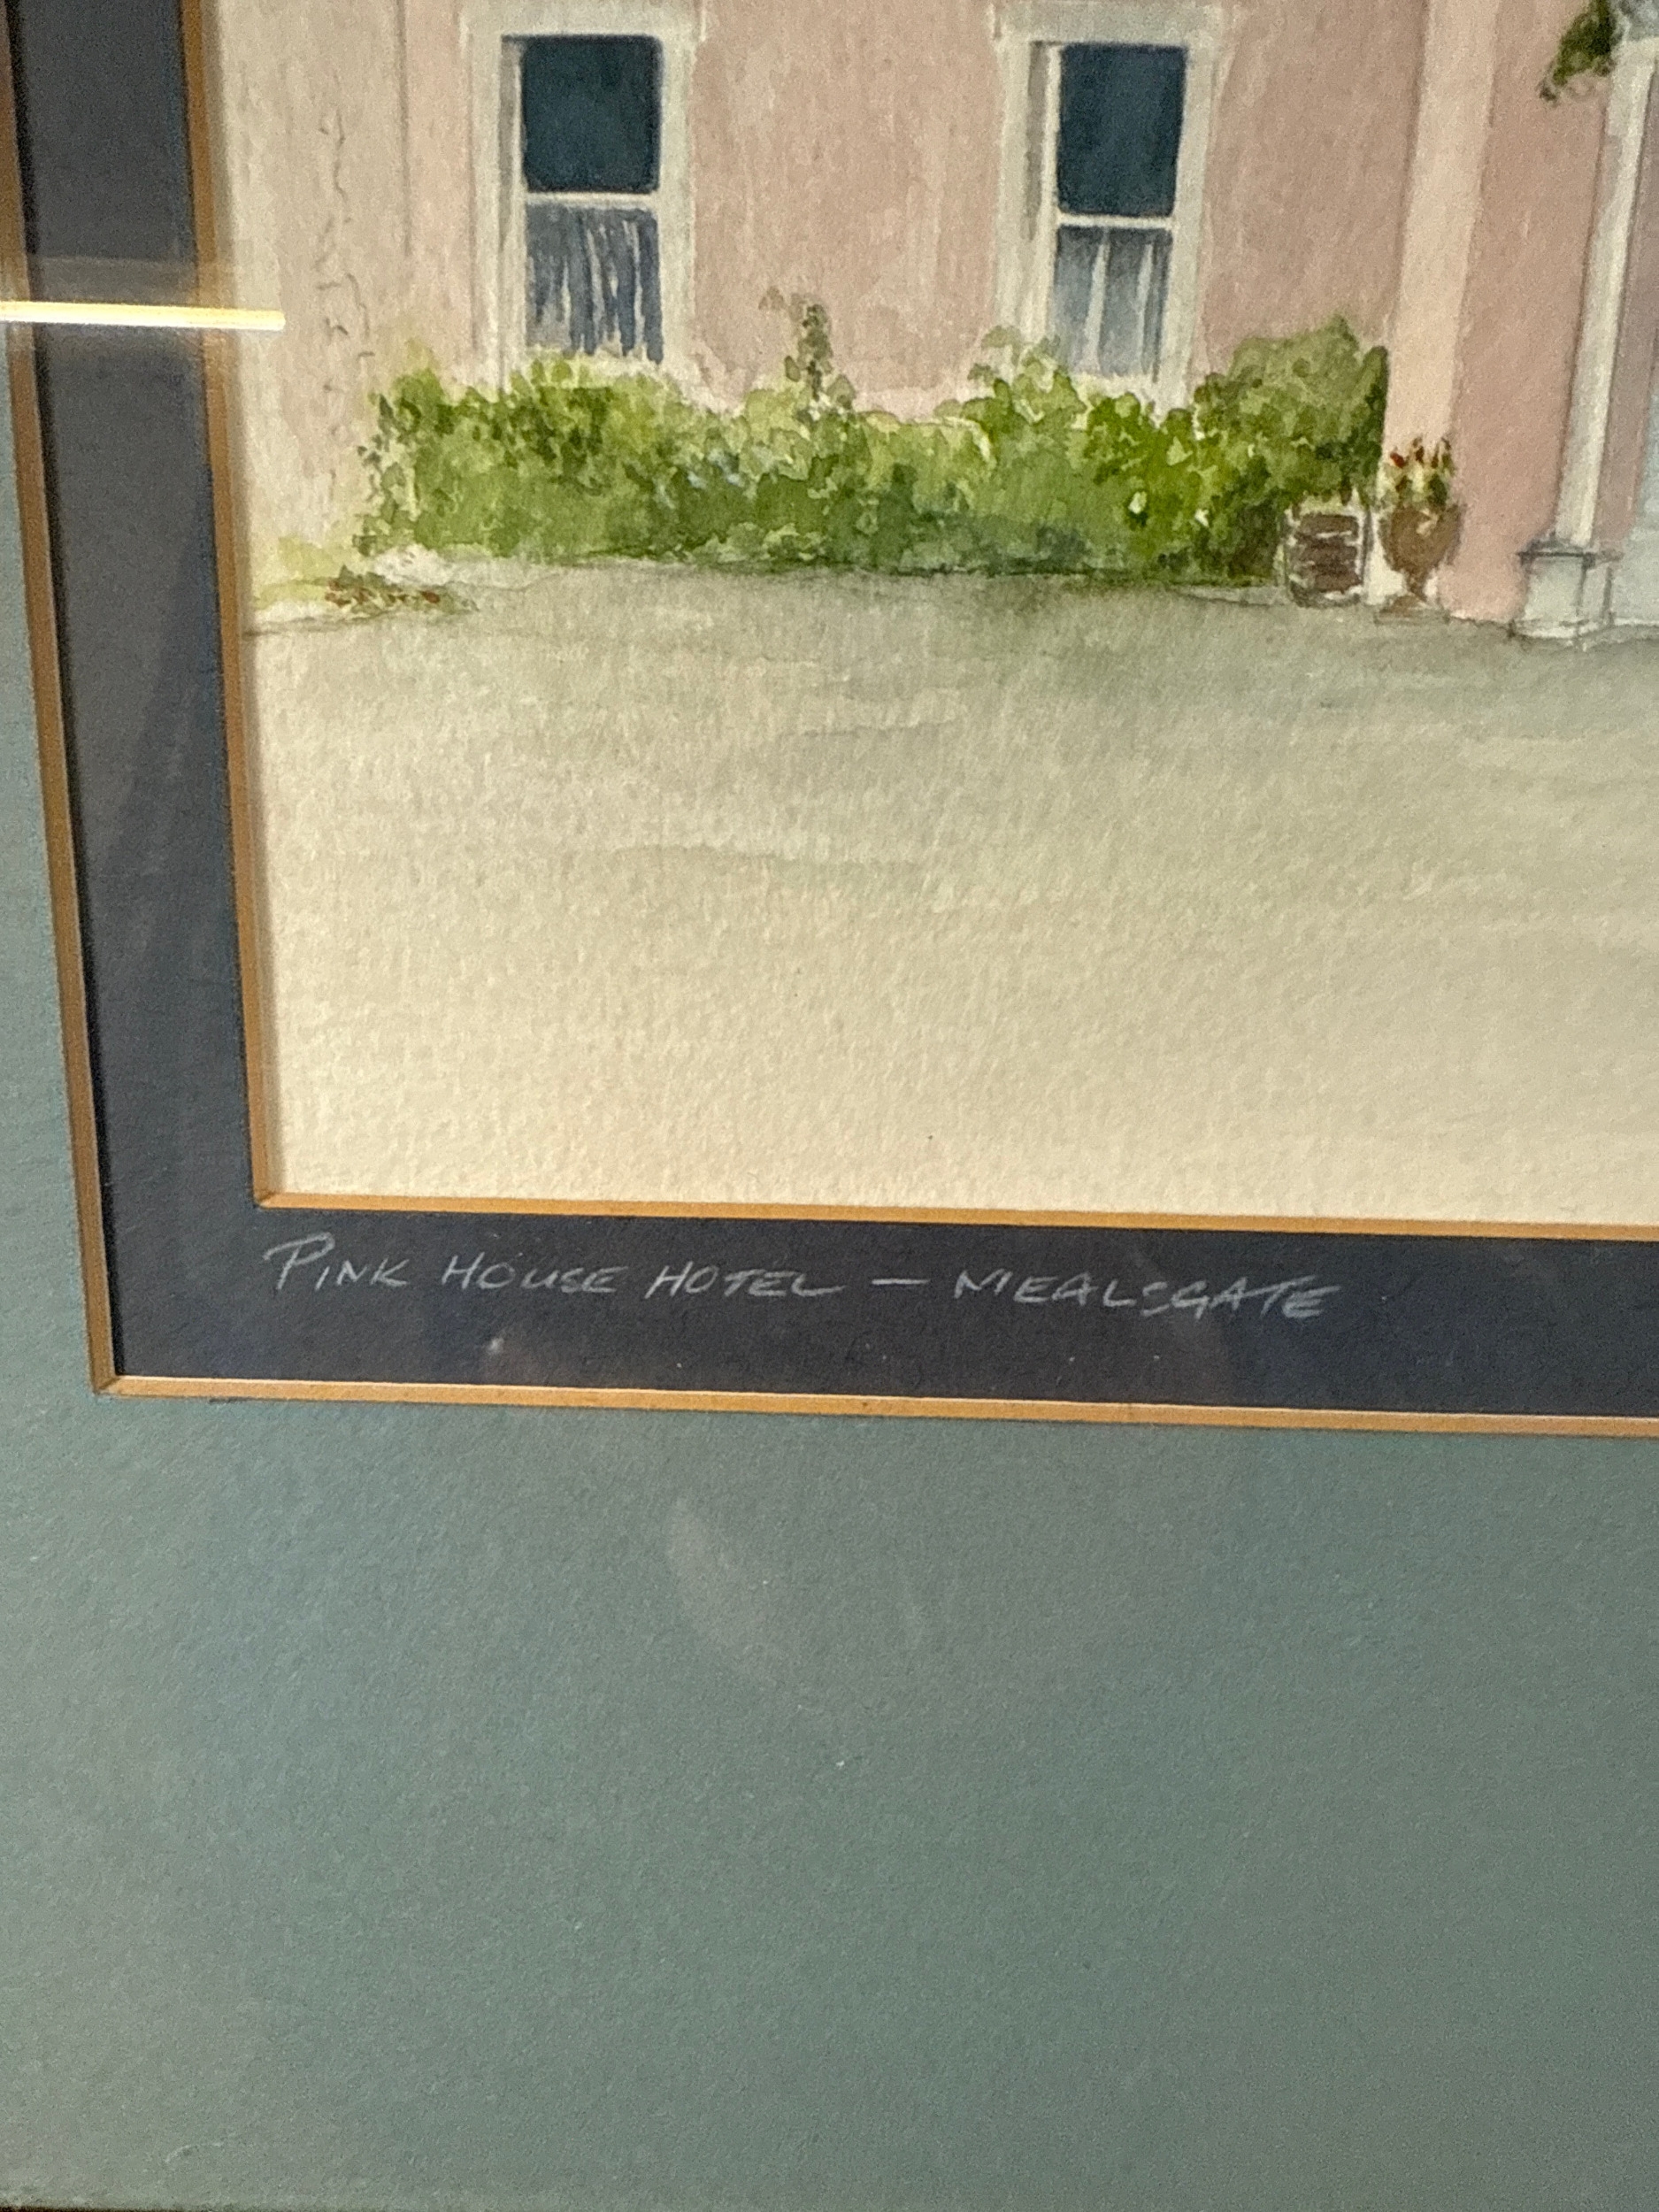 PINK HOUSE HOTEL — MEALSGATE